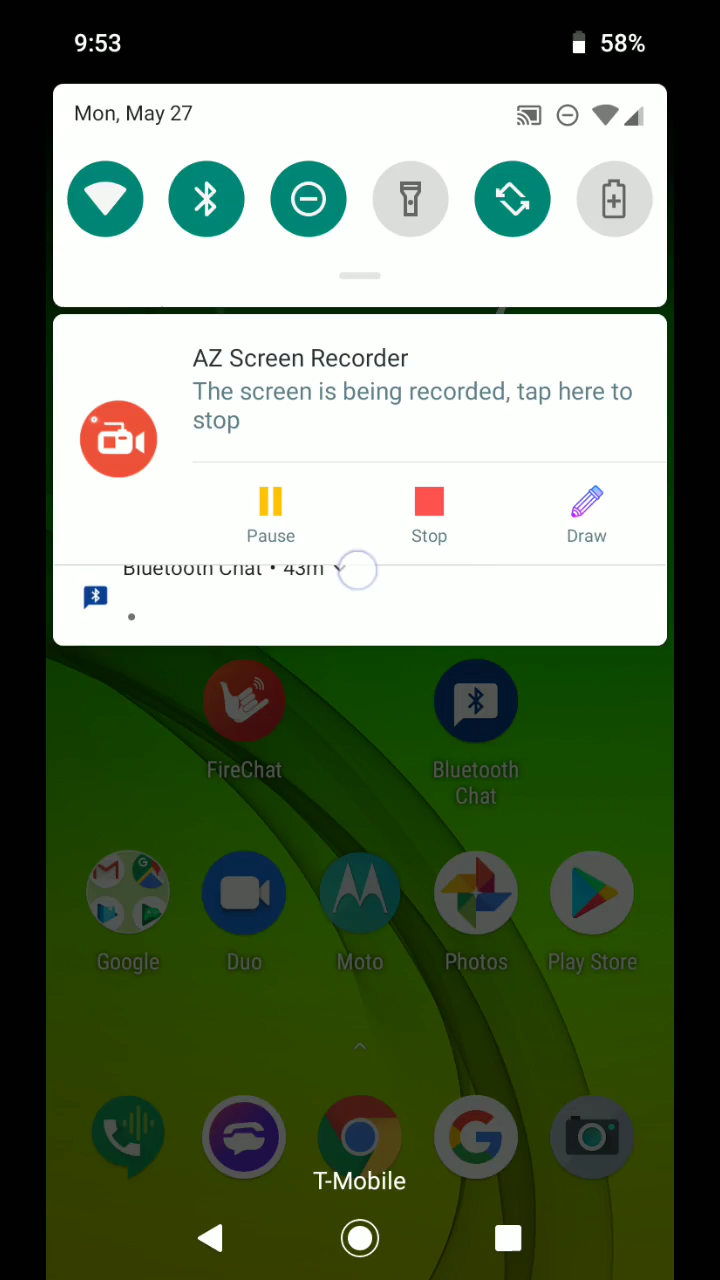 9:53
58%
Mon, May 27
AZ Screen Recorder
The screen is being recorded, tap here to
stop
Pause
Stop
Draw
Bluetooth Chat • 43m
FireChat
Bluetooth
Chat
Google
Duo
Moto
Photos
Play Store
T-Mobile